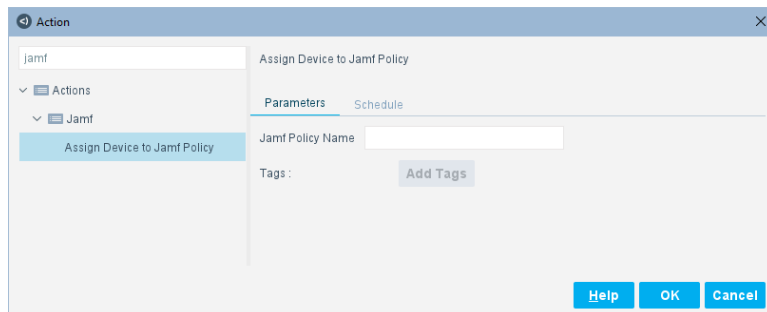 Action
jamf
Actions
Jamf
Assign Device to Jamf Policy
Assign Device to Jamf Policy
Parameters
Schedule
Jamf Policy Name
Tags :
Add Tags
Help
OK
Cancel